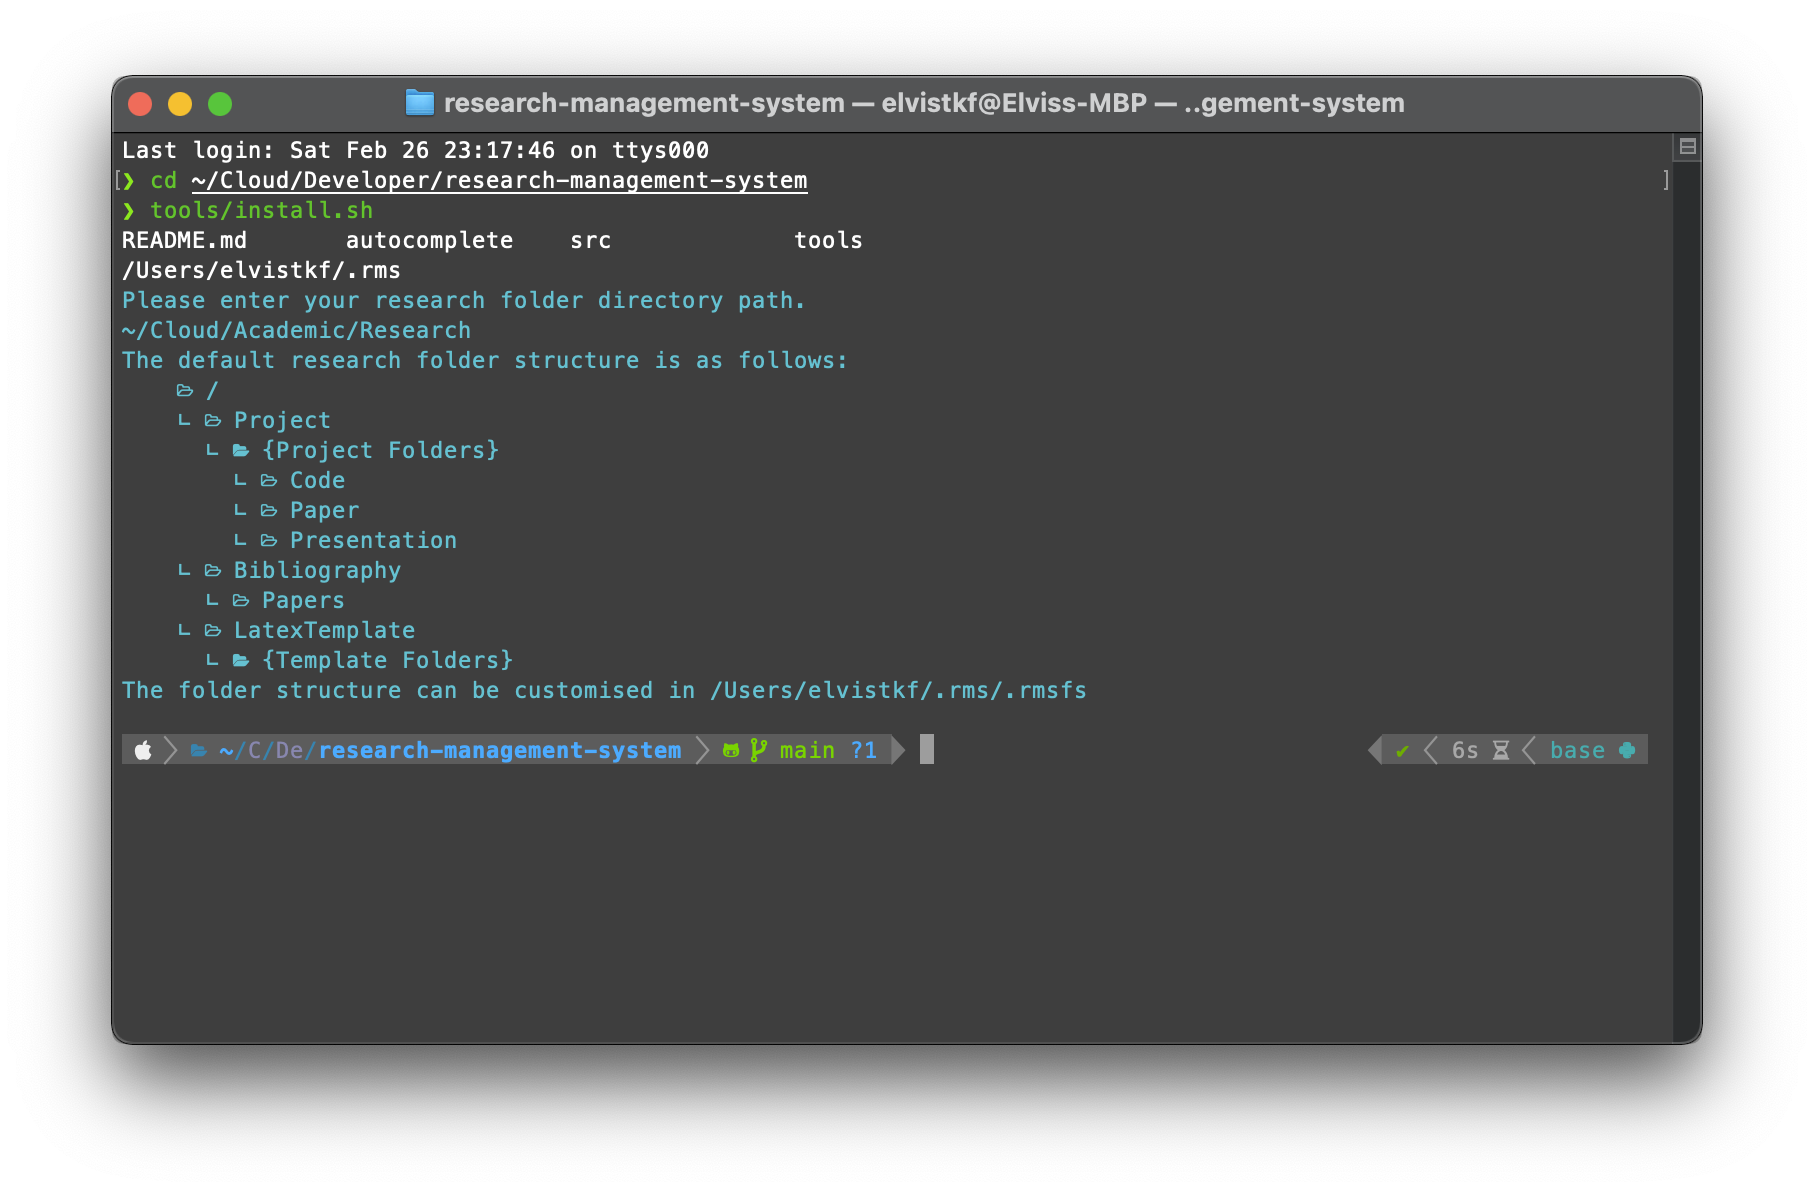 research-management-system — elvistkf@Elviss-MBP — ..gement-system
Last login: Sat Feb 26 23:17:46 on ttys000
[❯ cd ~/Cloud/Developer/research-management-system ]
❯ tools/install.sh
README.md autocomplete src tools
/Users/elvistkf/.rms
Please enter your research folder directory path.
~/Cloud/Academic/Research
The default research folder structure is as follows:
/
└ Project
└ {Project Folders}
└ Code
└ Paper
└ Presentation
└ Bibliography
└ Papers
└ LatexTemplate
└ {Template Folders}
The folder structure can be customised in /Users/elvistkf/.rms/.rmsfs
~/C/De/research-management-system main ?1 ✔ 6s base